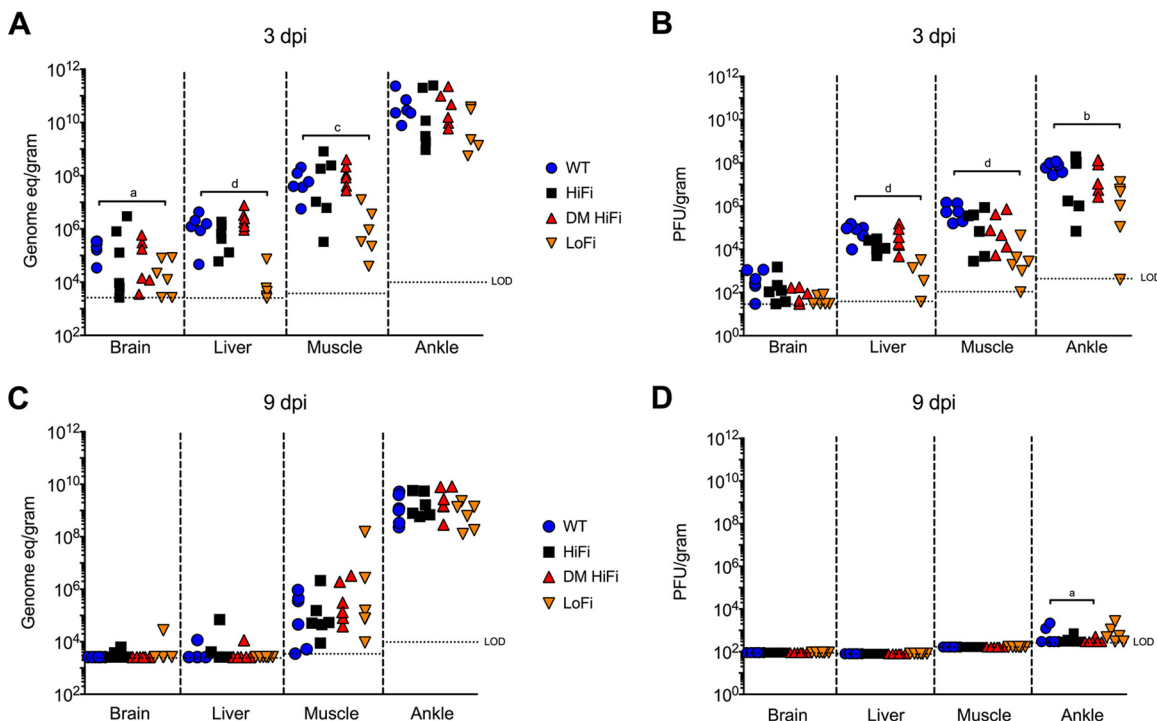 A
3 dpi
Genome eq/gram
10¹²
10¹⁰
10⁸
10⁶
10⁴
10²
a
d
c
LOD
Brain Liver Muscle Ankle
WT
HiFi
DM HiFi
LoFi
B
3 dpi
PFU/gram
10¹²
10¹⁰
10⁸
10⁶
10⁴
10²
10⁰
d
d
b
LOD
Brain Liver Muscle Ankle
C
9 dpi
Genome eq/gram
10¹²
10¹⁰
10⁸
10⁶
10⁴
10²
LOD
Brain Liver Muscle Ankle
WT
HiFi
DM HiFi
LoFi
D
9 dpi
PFU/gram
10¹²
10¹⁰
10⁸
10⁶
10⁴
10²
10⁰
a
LOD
Brain Liver Muscle Ankle